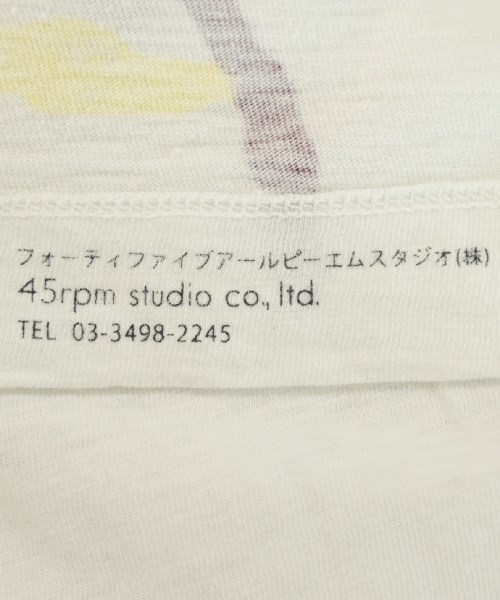 フォーティファイブアールピーエムスタジオ(株)
45rpm studio co., ltd.
TEL 03-3498-2245